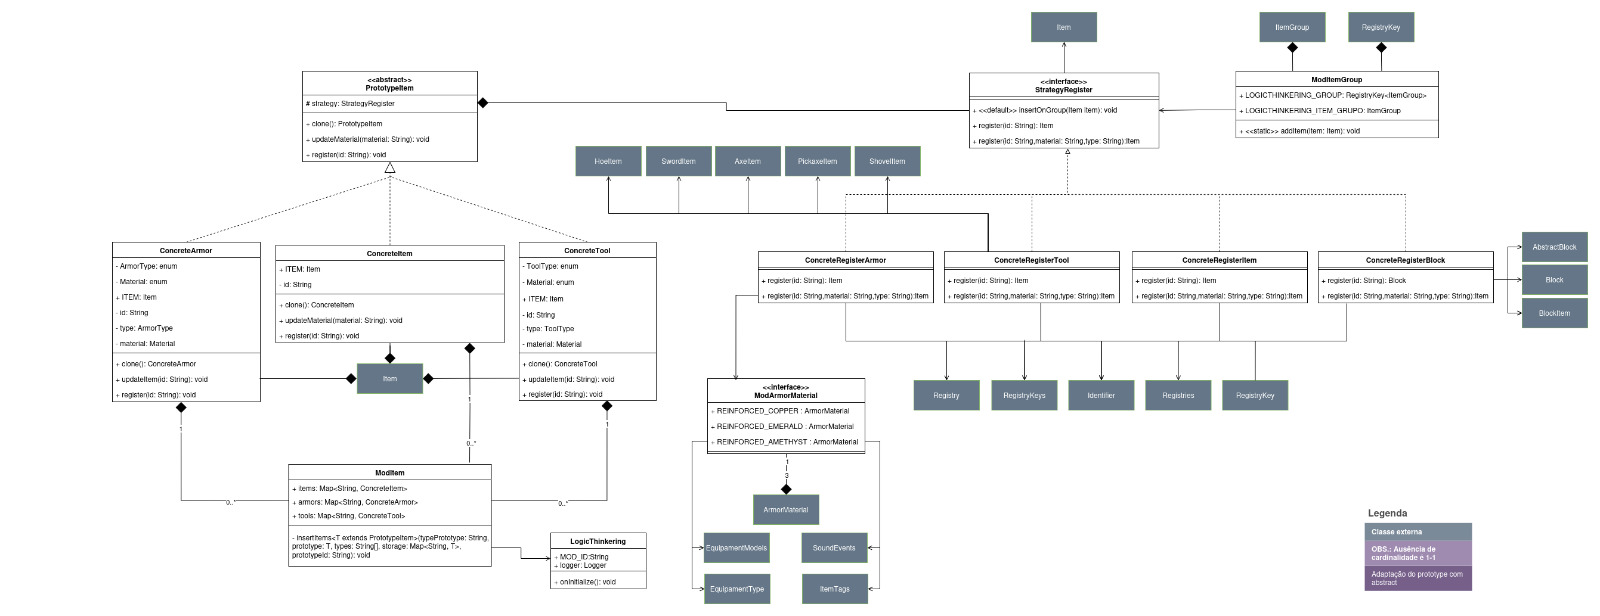 Item
ItemGroup
RegistryKey
<<abstract>>
PrototypeItem
# strategy: StrategyRegister
+ clone(): PrototypeItem
+ updateMaterial(material: String): void
+ register(id: String): void
<<interface>>
StrategyRegister
+ <<default>> insertOnGroup(Item item): void
+ register(id: String): Item
+ register(id: String,material: String,type: String):Item
ModItemGroup
+ LOGICTHINKERING_GROUP: RegistryKey<ItemGroup>
+ LOGICTHINKERING_ITEM_GRUPO: ItemGroup
+ <<static>> addItem(item: Item): void
HoeItem
SwordItem
AxeItem
PickaxeItem
ShovelItem
ConcreteArmor
- ArmorType: enum
- Material: enum
+ ITEM: Item
- id: String
- type: ArmorType
- material: Material
+ clone(): ConcreteArmor
+ updateItem(id: String): void
+ register(id: String): void
ConcreteItem
+ ITEM: Item
- id: String
+ clone(): ConcreteItem
+ updateMaterial(material: String): void
+ register(id: String): void
ConcreteTool
- ToolType: enum
- Material: enum
+ ITEM: Item
- id: String
- type: ToolType
- material: Material
+ clone(): ConcreteTool
+ updateItem(id: String): void
+ register(id: String): void
Item
ConcreteRegisterArmor
+ register(id: String): Item
+ register(id: String,material: String,type: String):Item
ConcreteRegisterTool
+ register(id: String): Item
+ register(id: String,material: String,type: String):Item
ConcreteRegisterItem
+ register(id: String): Item
+ register(id: String,material: String,type: String):Item
ConcreteRegisterBlock
+ register(id: String): Block
+ register(id: String,material: String,type: String):Item
AbstractBlock
Block
BlockItem
Registry
RegistryKeys
Identifier
Registries
RegistryKey
<<interface>>
ModArmorMaterial
+ REINFORCED_COPPER : ArmorMaterial
+ REINFORCED_EMERALD : ArmorMaterial
+ REINFORCED_AMETHYST : ArmorMaterial
1
3
ArmorMaterial
EquipamentModels
SoundEvents
EquipamentType
ItemTags
1
0..*
1
0..*
1
0..*
ModItem
+ items: Map<String, ConcreteItem>
+ armors: Map<String, ConcreteArmor>
+ tools: Map<String, ConcreteTool>
- insertItems<T extends PrototypeItem>(typePrototype: String,
prototype: T, types: String[], storage: Map<String, T>,
prototypeId: String): void
LogicThinkering
+ MOD_ID:String
+ logger: Logger
+ onInitialize(): void
Legenda
Classe externa
OBS.: Ausência de
cardinalidade é 1-1
Adaptação do prototype com
abstract